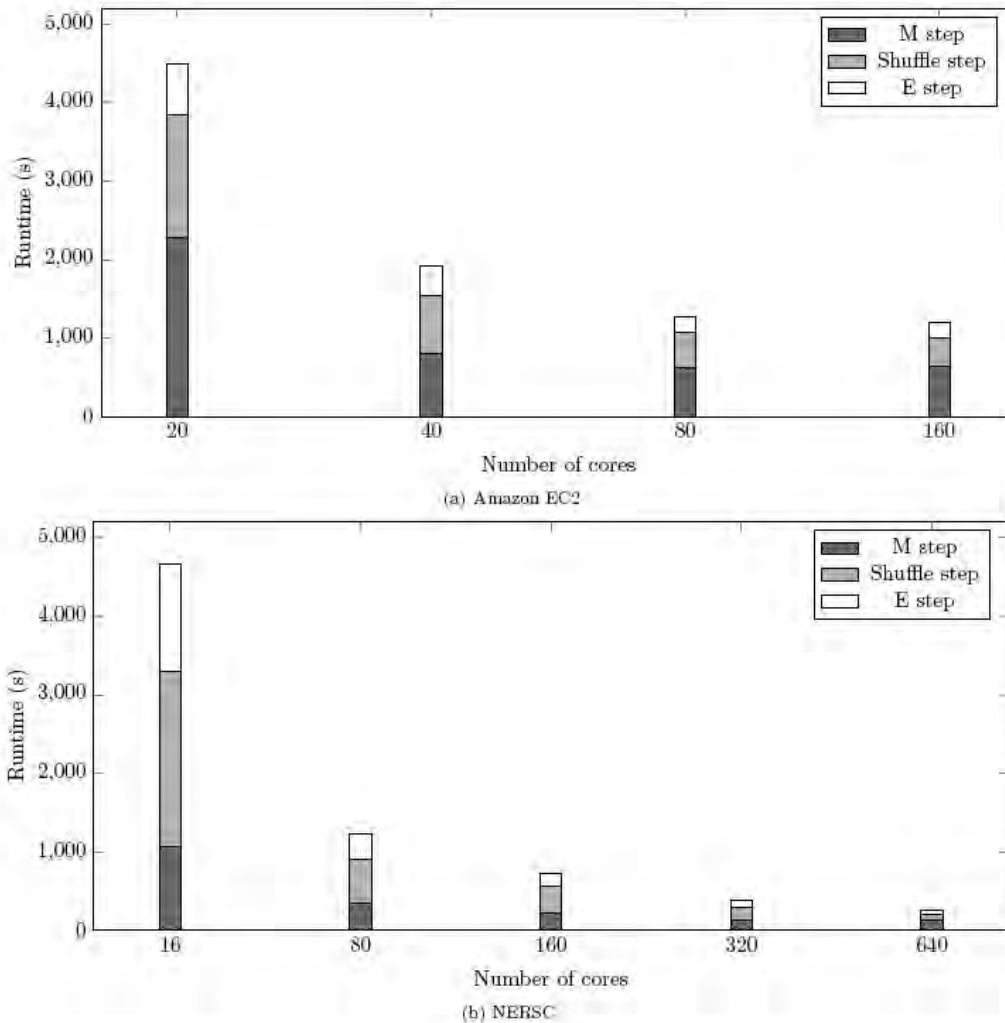 5,000
4,000
3,000
2,000
1,000
0
Runtime (s)
M step
Shuffle step
E step
20 40 80 160
Number of cores
(a) Amazon EC2
5,000
4,000
3,000
2,000
1,000
0
Runtime (s)
M step
Shuffle step
E step
16 80 160 320 640
Number of cores
(b) NERSC